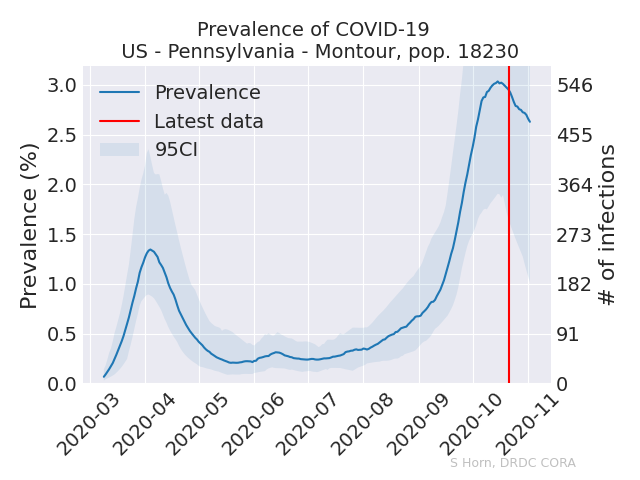 Prevalence of COVID-19
US - Pennsylvania - Montour, pop. 18230
Prevalence
Latest data
95CI
Prevalence (%)
3.0
2.5
2.0
1.5
1.0
0.5
0.0
546
455
364
273
182
91
0
# of infections
2020-03
2020-04
2020-05
2020-06
2020-07
2020-08
2020-09
2020-10
2020-11
S Horn, DRDC CORA